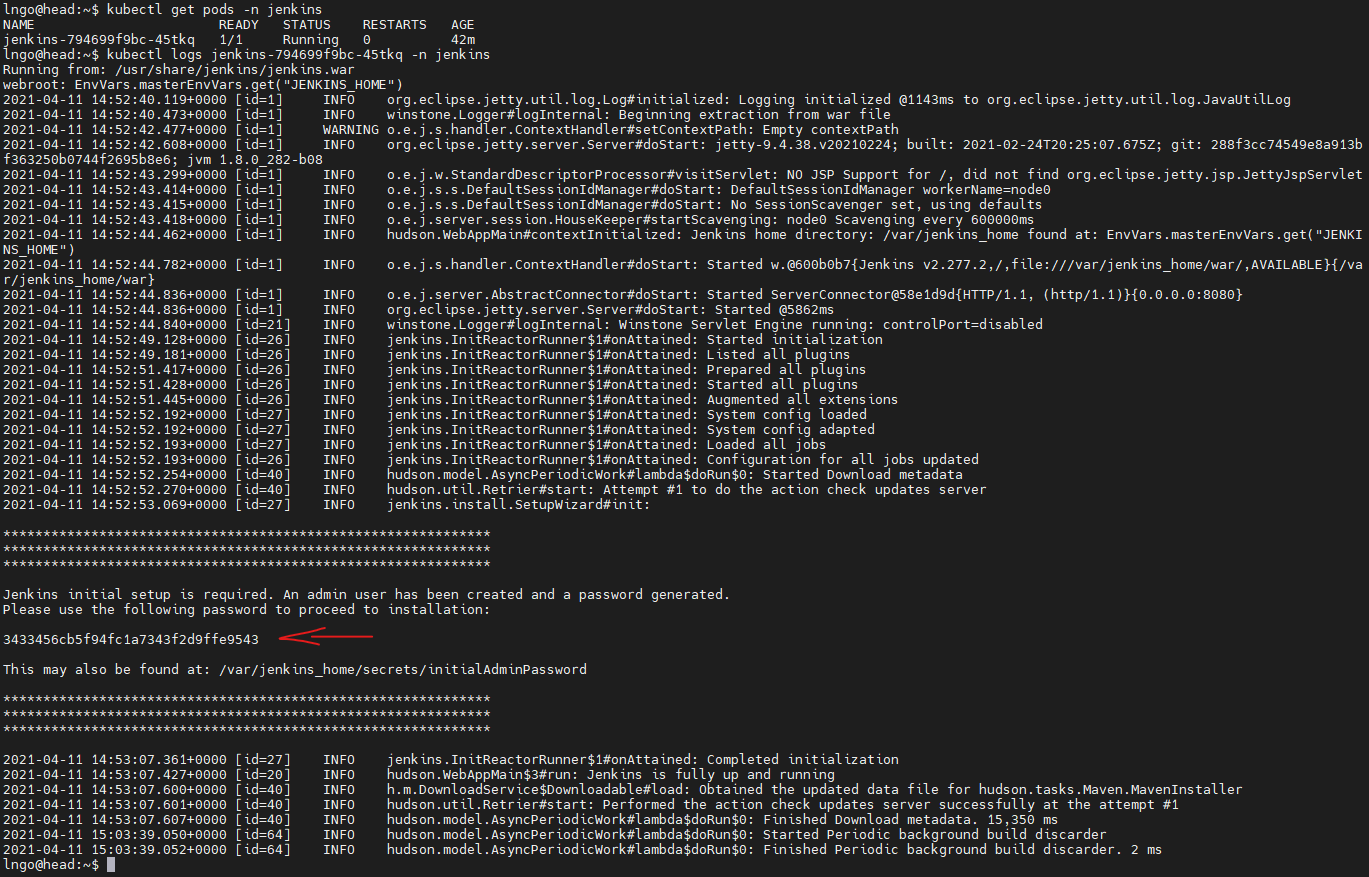 lngo@head:~$ kubectl get pods -n jenkins
NAME                       READY   STATUS    RESTARTS   AGE
jenkins-794699f9bc-45tkq   1/1     Running   0          42m
lngo@head:~$ kubectl logs jenkins-794699f9bc-45tkq -n jenkins
Running from: /usr/share/jenkins/jenkins.war
webroot: EnvVars.masterEnvVars.get("JENKINS_HOME")
2021-04-11 14:52:40.119+0000 [id=1]     INFO    org.eclipse.jetty.util.log.Log#initialized: Logging initialized @1143ms to org.eclipse.jetty.util.log.JavaUtilLog
2021-04-11 14:52:40.473+0000 [id=1]     INFO    winstone.Logger#logInternal: Beginning extraction from war file
2021-04-11 14:52:42.477+0000 [id=1]     WARNING o.e.j.s.handler.ContextHandler#setContextPath: Empty contextPath
2021-04-11 14:52:42.608+0000 [id=1]     INFO    org.eclipse.jetty.server.Server#doStart: jetty-9.4.38.v20210224; built: 2021-02-24T20:25:07.675Z; git: 288f3cc74549e8a913b
f363250b0744f2695b8e6; jvm 1.8.0_282-b08
2021-04-11 14:52:43.299+0000 [id=1]     INFO    o.e.j.w.StandardDescriptorProcessor#visitServlet: NO JSP Support for /, did not find org.eclipse.jetty.jsp.JettyJspServlet
2021-04-11 14:52:43.414+0000 [id=1]     INFO    o.e.j.s.s.DefaultSessionIdManager#doStart: DefaultSessionIdManager workerName=node0
2021-04-11 14:52:43.415+0000 [id=1]     INFO    o.e.j.s.s.DefaultSessionIdManager#doStart: No SessionScavenger set, using defaults
2021-04-11 14:52:43.418+0000 [id=1]     INFO    o.e.j.server.session.HouseKeeper#startScavenging: node0 Scavenging every 600000ms
2021-04-11 14:52:44.462+0000 [id=1]     INFO    hudson.WebAppMain#contextInitialized: Jenkins home directory: /var/jenkins_home found at: EnvVars.masterEnvVars.get("JENKI
NS_HOME")
2021-04-11 14:52:44.782+0000 [id=1]     INFO    o.e.j.s.handler.ContextHandler#doStart: Started w.@600b0b7{Jenkins v2.277.2,/,file:///var/jenkins_home/war/,AVAILABLE}{/va
r/jenkins_home/war}
2021-04-11 14:52:44.836+0000 [id=1]     INFO    o.e.j.server.AbstractConnector#doStart: Started ServerConnector@58e1d9d{HTTP/1.1, (http/1.1)}{0.0.0.0:8080}
2021-04-11 14:52:44.836+0000 [id=1]     INFO    org.eclipse.jetty.server.Server#doStart: Started @5862ms
2021-04-11 14:52:44.840+0000 [id=21]    INFO    winstone.Logger#logInternal: Winstone Servlet Engine running: controlPort=disabled
2021-04-11 14:52:49.128+0000 [id=26]    INFO    jenkins.InitReactorRunner$1#onAttained: Started initialization
2021-04-11 14:52:49.181+0000 [id=26]    INFO    jenkins.InitReactorRunner$1#onAttained: Listed all plugins
2021-04-11 14:52:51.417+0000 [id=26]    INFO    jenkins.InitReactorRunner$1#onAttained: Prepared all plugins
2021-04-11 14:52:51.428+0000 [id=26]    INFO    jenkins.InitReactorRunner$1#onAttained: Started all plugins
2021-04-11 14:52:51.445+0000 [id=26]    INFO    jenkins.InitReactorRunner$1#onAttained: Augmented all extensions
2021-04-11 14:52:52.192+0000 [id=27]    INFO    jenkins.InitReactorRunner$1#onAttained: System config loaded
2021-04-11 14:52:52.192+0000 [id=27]    INFO    jenkins.InitReactorRunner$1#onAttained: System config adapted
2021-04-11 14:52:52.193+0000 [id=27]    INFO    jenkins.InitReactorRunner$1#onAttained: Loaded all jobs
2021-04-11 14:52:52.193+0000 [id=26]    INFO    jenkins.InitReactorRunner$1#onAttained: Configuration for all jobs updated
2021-04-11 14:52:52.254+0000 [id=40]    INFO    hudson.model.AsyncPeriodicWork#lambda$doRun$0: Started Download metadata
2021-04-11 14:52:52.270+0000 [id=40]    INFO    hudson.util.Retrier#start: Attempt #1 to do the action check updates server
2021-04-11 14:52:53.069+0000 [id=27]    INFO    jenkins.install.SetupWizard#init:
*************************************************************
*************************************************************
*************************************************************
Jenkins initial setup is required. An admin user has been created and a password generated.
Please use the following password to proceed to installation:
3433456cb5f94fc1a7343f2d9ffe9543
This may also be found at: /var/jenkins_home/secrets/initialAdminPassword
*************************************************************
*************************************************************
*************************************************************
2021-04-11 14:53:07.361+0000 [id=27]    INFO    jenkins.InitReactorRunner$1#onAttained: Completed initialization
2021-04-11 14:53:07.427+0000 [id=20]    INFO    hudson.WebAppMain$3#run: Jenkins is fully up and running
2021-04-11 14:53:07.600+0000 [id=40]    INFO    h.m.DownloadService$Downloadable#load: Obtained the updated data file for hudson.tasks.Maven.MavenInstaller
2021-04-11 14:53:07.601+0000 [id=40]    INFO    hudson.util.Retrier#start: Performed the action check updates server successfully at the attempt #1
2021-04-11 14:53:07.607+0000 [id=40]    INFO    hudson.model.AsyncPeriodicWork#lambda$doRun$0: Finished Download metadata. 15,350 ms
2021-04-11 15:03:39.050+0000 [id=64]    INFO    hudson.model.AsyncPeriodicWork#lambda$doRun$0: Started Periodic background build discarder
2021-04-11 15:03:39.052+0000 [id=64]    INFO    hudson.model.AsyncPeriodicWork#lambda$doRun$0: Finished Periodic background build discarder. 2 ms
lngo@head:~$